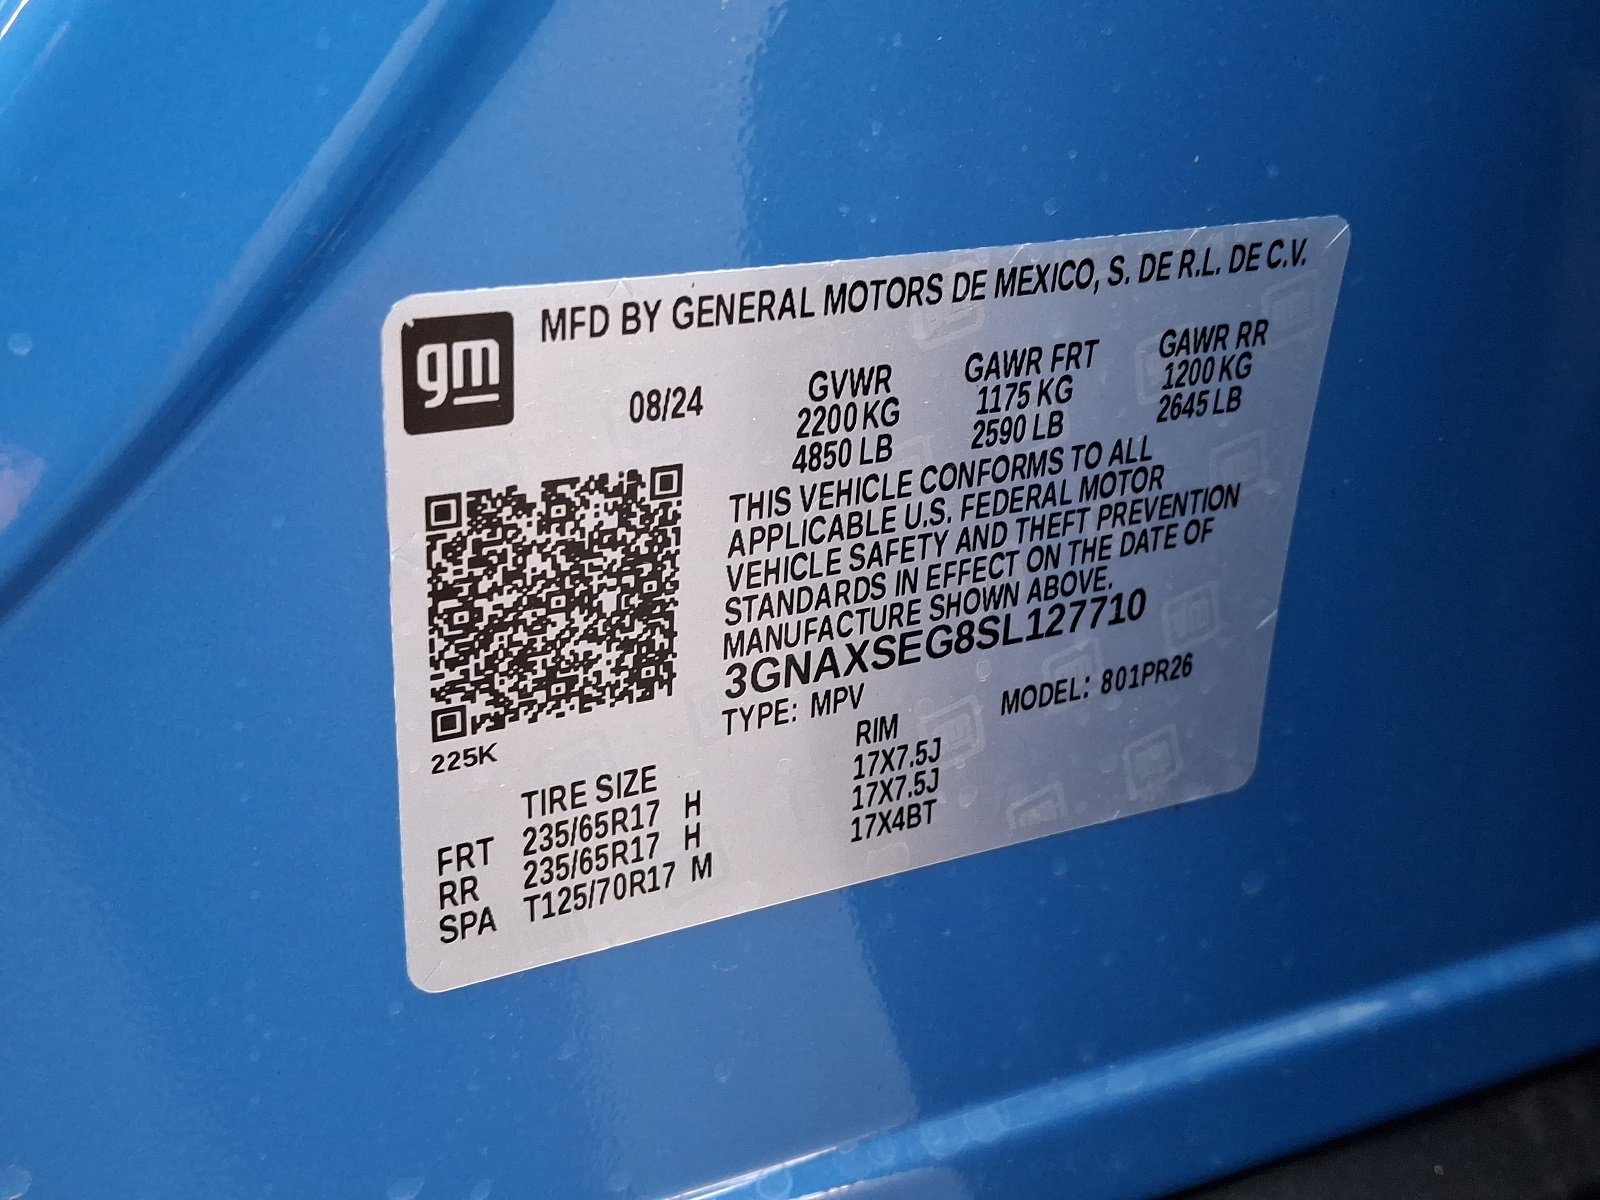 gm
MFD BY GENERAL MOTORS DE MEXICO, S. DE R.L. DE C.V.
08/24
GVWR GAWR FRT GAWR RR
2200 KG 1175 KG 1200 KG
4850 LB 2590 LB 2645 LB
THIS VEHICLE CONFORMS TO ALL
APPLICABLE U.S. FEDERAL MOTOR
VEHICLE SAFETY AND THEFT PREVENTION
STANDARDS IN EFFECT ON THE DATE OF
MANUFACTURE SHOWN ABOVE.
3GNAXSEG8SL127710
TYPE: MPV MODEL: 801PR26
225K
TIRE SIZE RIM
FRT 235/65R17 H 17X7.5J
RR 235/65R17 H 17X7.5J
SPA T125/70R17 M 17X4BT